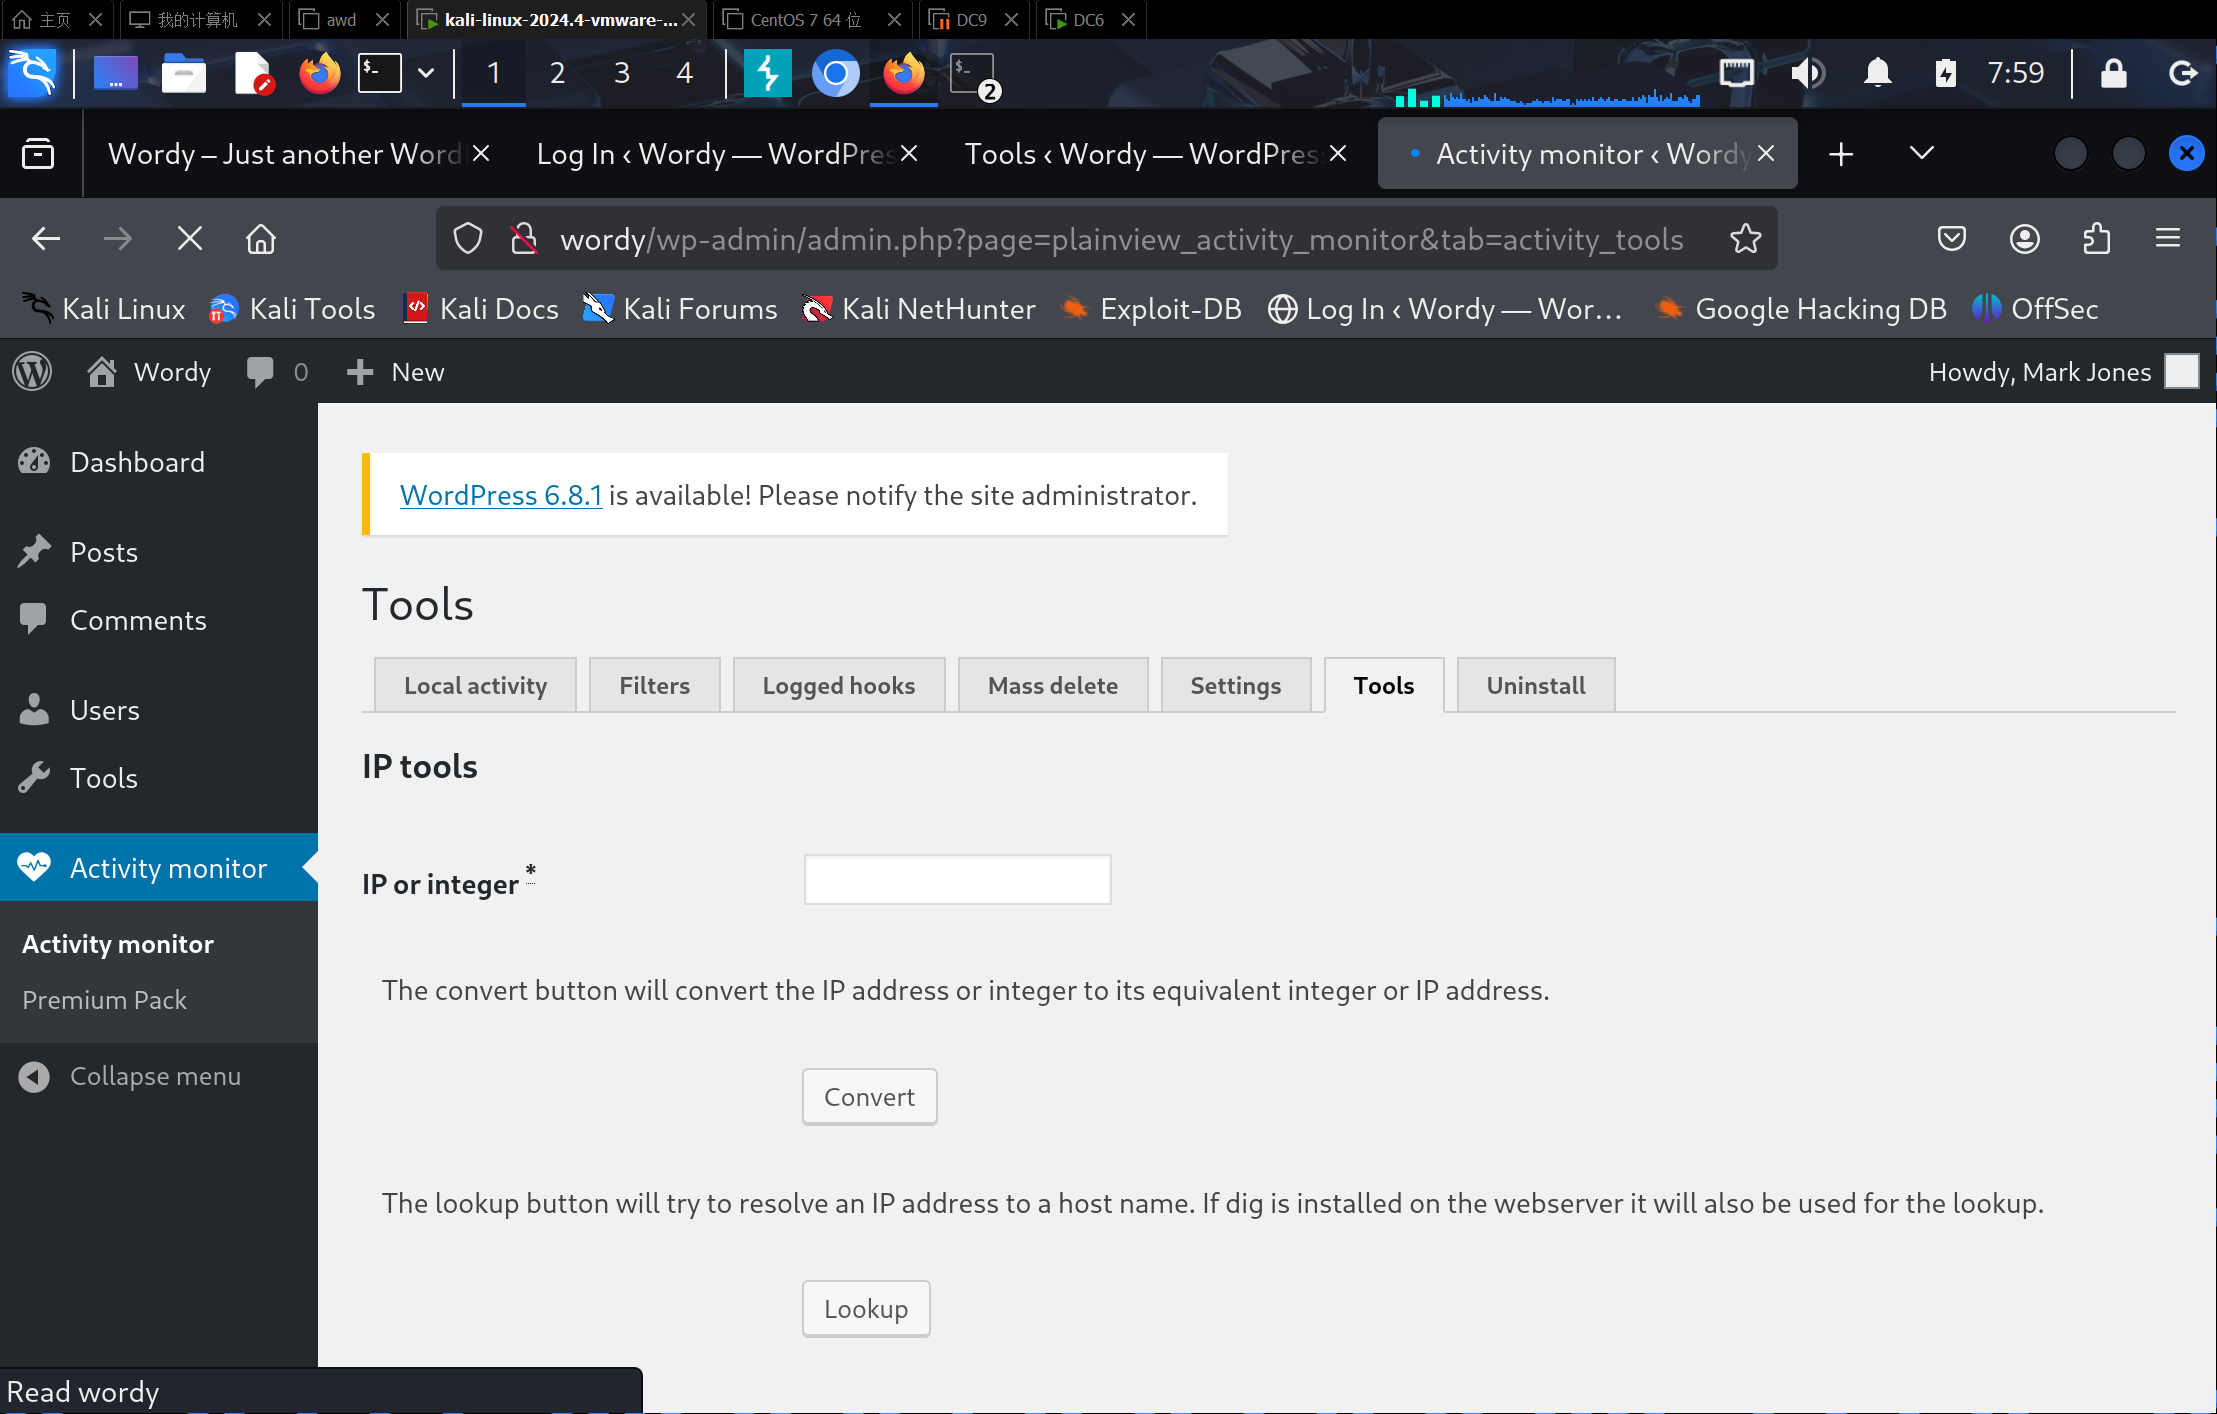 主页 我的计算机 awd kali-linux-2024.4-vmware-... CentOS 7 64 位 DC9 DC6
$- 1 2 3 4 $- 2 7:59
Wordy – Just another Word Log In ‹ Wordy — WordPres Tools ‹ Wordy — WordPress Activity monitor ‹ Wordy
wordy/wp-admin/admin.php?page=plainview_activity_monitor&tab=activity_tools
Kali Linux Kali Tools Kali Docs Kali Forums Kali NetHunter Exploit-DB Log In ‹ Wordy — Wor… Google Hacking DB OffSec
Wordy 0 New Howdy, Mark Jones
Dashboard
Posts
Comments
Users
Tools
Activity monitor
Activity monitor
Premium Pack
Collapse menu
WordPress 6.8.1 is available! Please notify the site administrator.
Tools
Local activity Filters Logged hooks Mass delete Settings Tools Uninstall
IP tools
IP or integer *
The convert button will convert the IP address or integer to its equivalent integer or IP address.
Convert
The lookup button will try to resolve an IP address to a host name. If dig is installed on the webserver it will also be used for the lookup.
Lookup
Read wordy